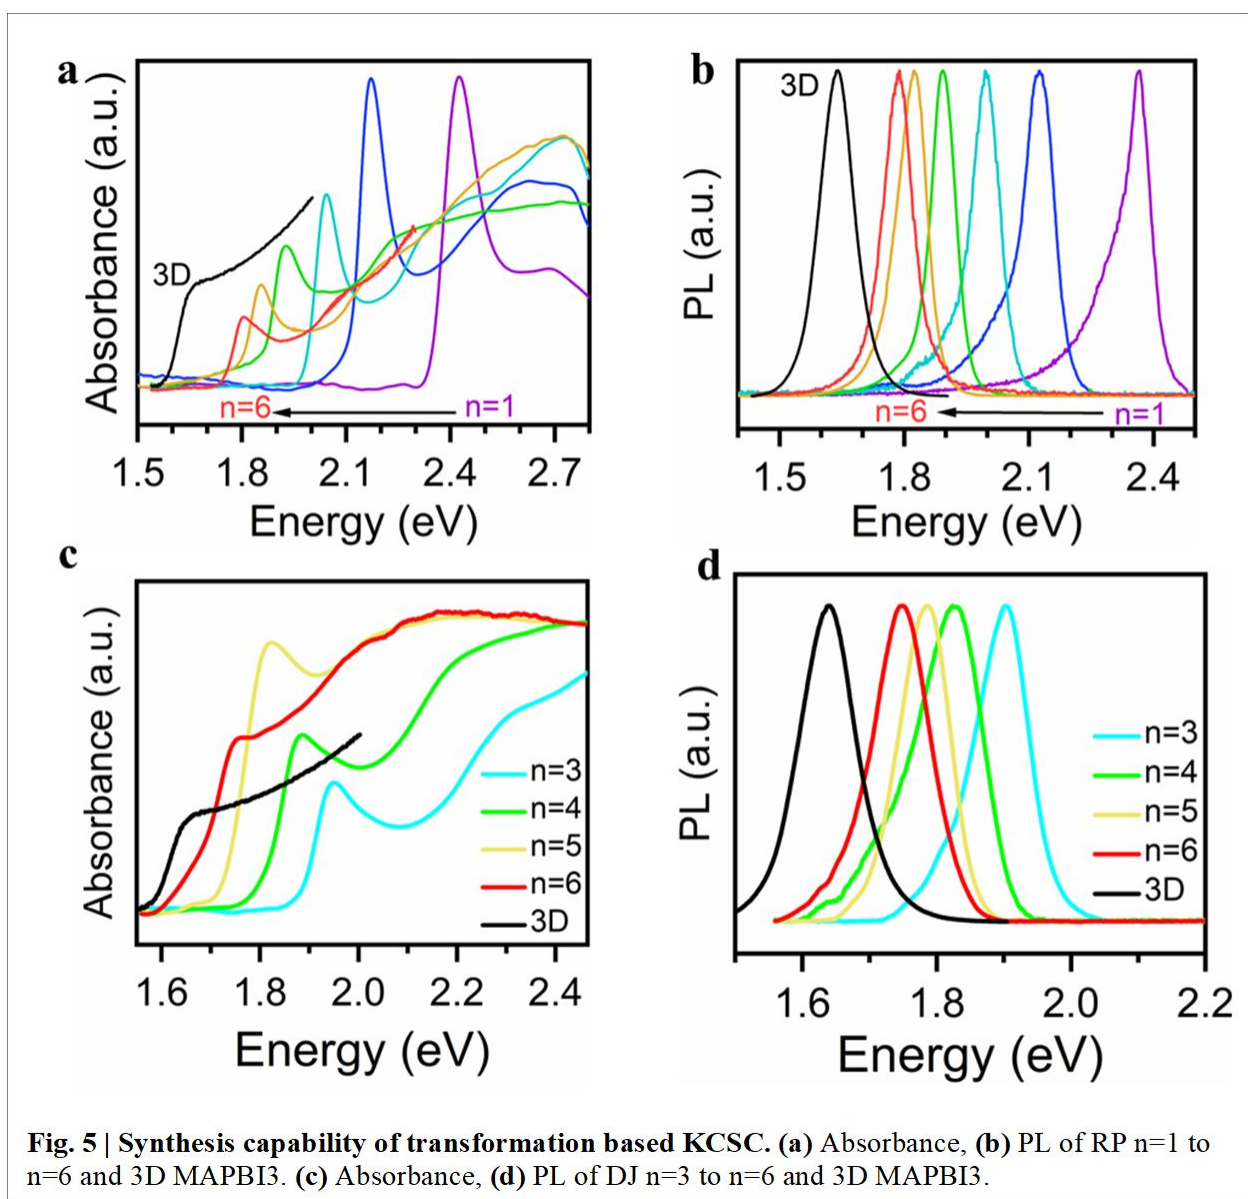 a
Absorbance (a.u.)
3D
n=6
n=1
1.5 1.8 2.1 2.4 2.7
Energy (eV)
b
PL (a.u.)
3D
n=6
n=1
1.5 1.8 2.1 2.4
Energy (eV)
c
Absorbance (a.u.)
n=3
n=4
n=5
n=6
3D
1.6 1.8 2.0 2.2 2.4
Energy (eV)
d
PL (a.u.)
n=3
n=4
n=5
n=6
3D
1.6 1.8 2.0 2.2
Energy (eV)
Fig. 5 | Synthesis capability of transformation based KCSC. (a) Absorbance, (b) PL of RP n=1 to
n=6 and 3D MAPBI3. (c) Absorbance, (d) PL of DJ n=3 to n=6 and 3D MAPBI3.